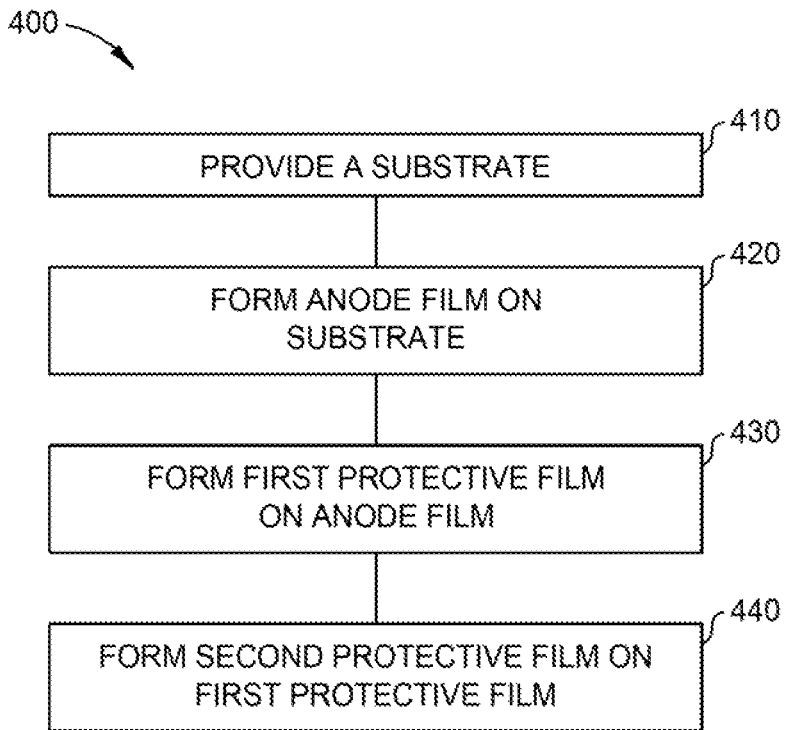 400
410
PROVIDE A SUBSTRATE
420
FORM ANODE FILM ON
SUBSTRATE
430
FORM FIRST PROTECTIVE FILM
ON ANODE FILM
440
FORM SECOND PROTECTIVE FILM ON
FIRST PROTECTIVE FILM